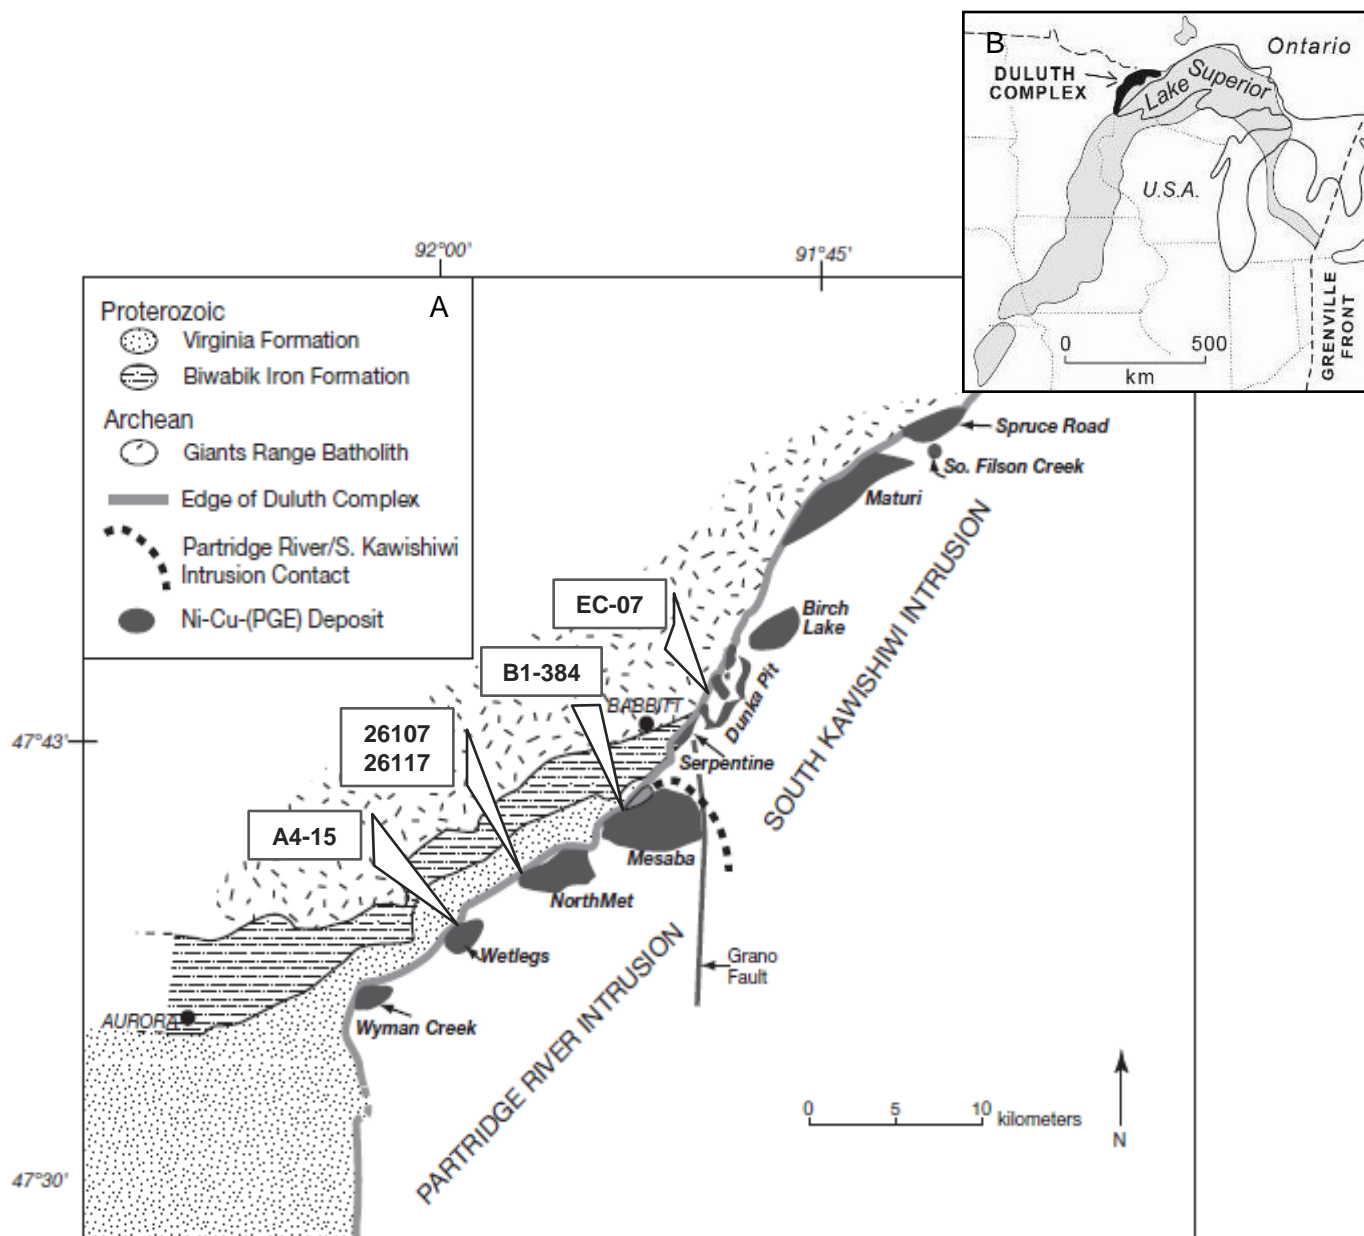 B
Ontario
DULUTH
COMPLEX
Lake Superior
U.S.A.
0 500
km
GRENVILLE
FRONT
92°00'
91°45'
A
Proterozoic
Virginia Formation
Biwabik Iron Formation
Archean
Giants Range Batholith
Edge of Duluth Complex
Partridge River/S. Kawishiwi
Intrusion Contact
Ni-Cu-(PGE) Deposit
Spruce Road
So. Filson Creek
Maturi
SOUTH KAWISHIWI INTRUSION
EC-07
Birch
Lake
B1-384
Dunka Pit
BABBITT
26107
26117
47°43'
Serpentine
A4-15
Mesaba
NorthMet
Wetlegs
Grano
Fault
AURORA
Wyman Creek
PARTRIDGE RIVER INTRUSION
0 5 10 kilometers
N
47°30'